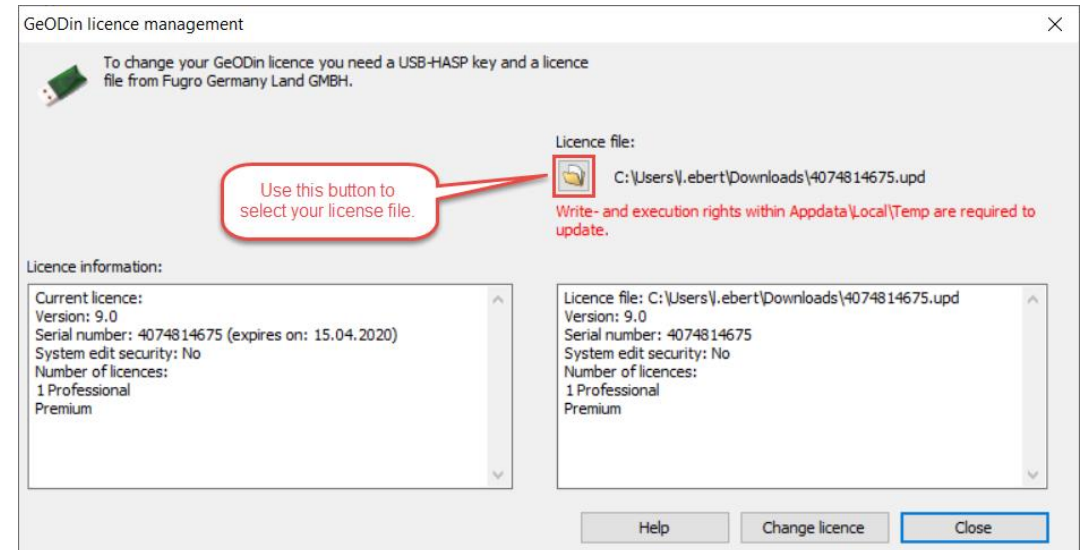 GeODin licence management
To change your GeODin licence you need a USB-HASP key and a licence
file from Fugro Germany Land GMBH.
Licence file:
C:\Users\l.ebert\Downloads\4074814675.upd
Use this button to
select your license file.
Write- and execution rights within Appdata\Local\Temp are required to
update.
Licence information:
Current licence:
Version: 9.0
Serial number: 4074814675 (expires on: 15.04.2020)
System edit security: No
Number of licences:
1 Professional
Premium
Licence file: C:\Users\l.ebert\Downloads\4074814675.upd
Version: 9.0
Serial number: 4074814675
System edit security: No
Number of licences:
1 Professional
Premium
Help
Change licence
Close